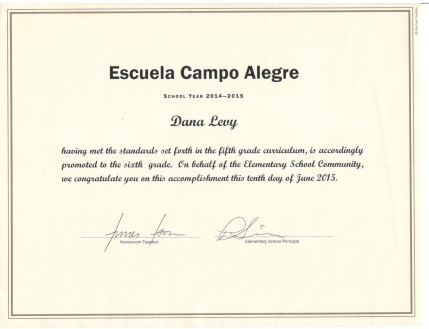 Escuela Campo Alegre
SCHOOL YEAR 2014–2015
Dana Levy
having met the standards set forth in the fifth grade curriculum, is accordingly
promoted to the sixth grade. On behalf of the Elementary School Community,
we congratulate you on this accomplishment this tenth day of June 2015.
Homeroom Teacher
Elementary School Principal